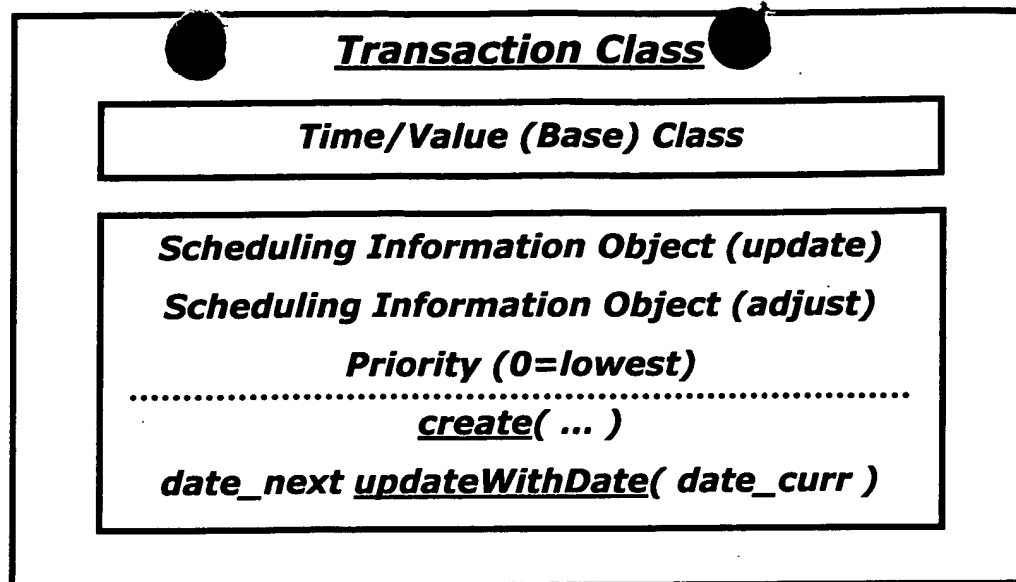 Transaction Class
Time/Value (Base) Class
Scheduling Information Object (update)
Scheduling Information Object (adjust)
Priority (0=lowest)
create( ... )
date_next updateWithDate( date_curr )